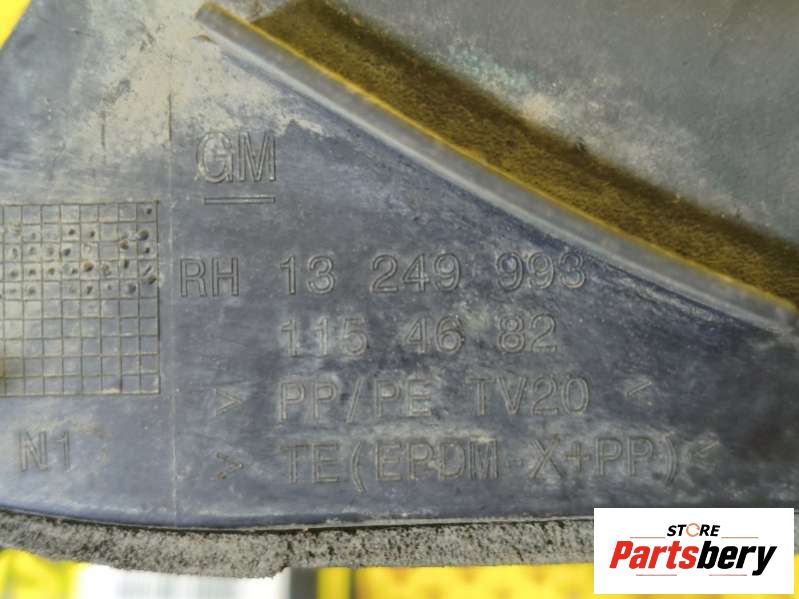 GM
RH 13 249 993
115 46 82
> PP/PE TV20 <
> TE(EPDM-X+PP) <
N1
STORE
Partsbery